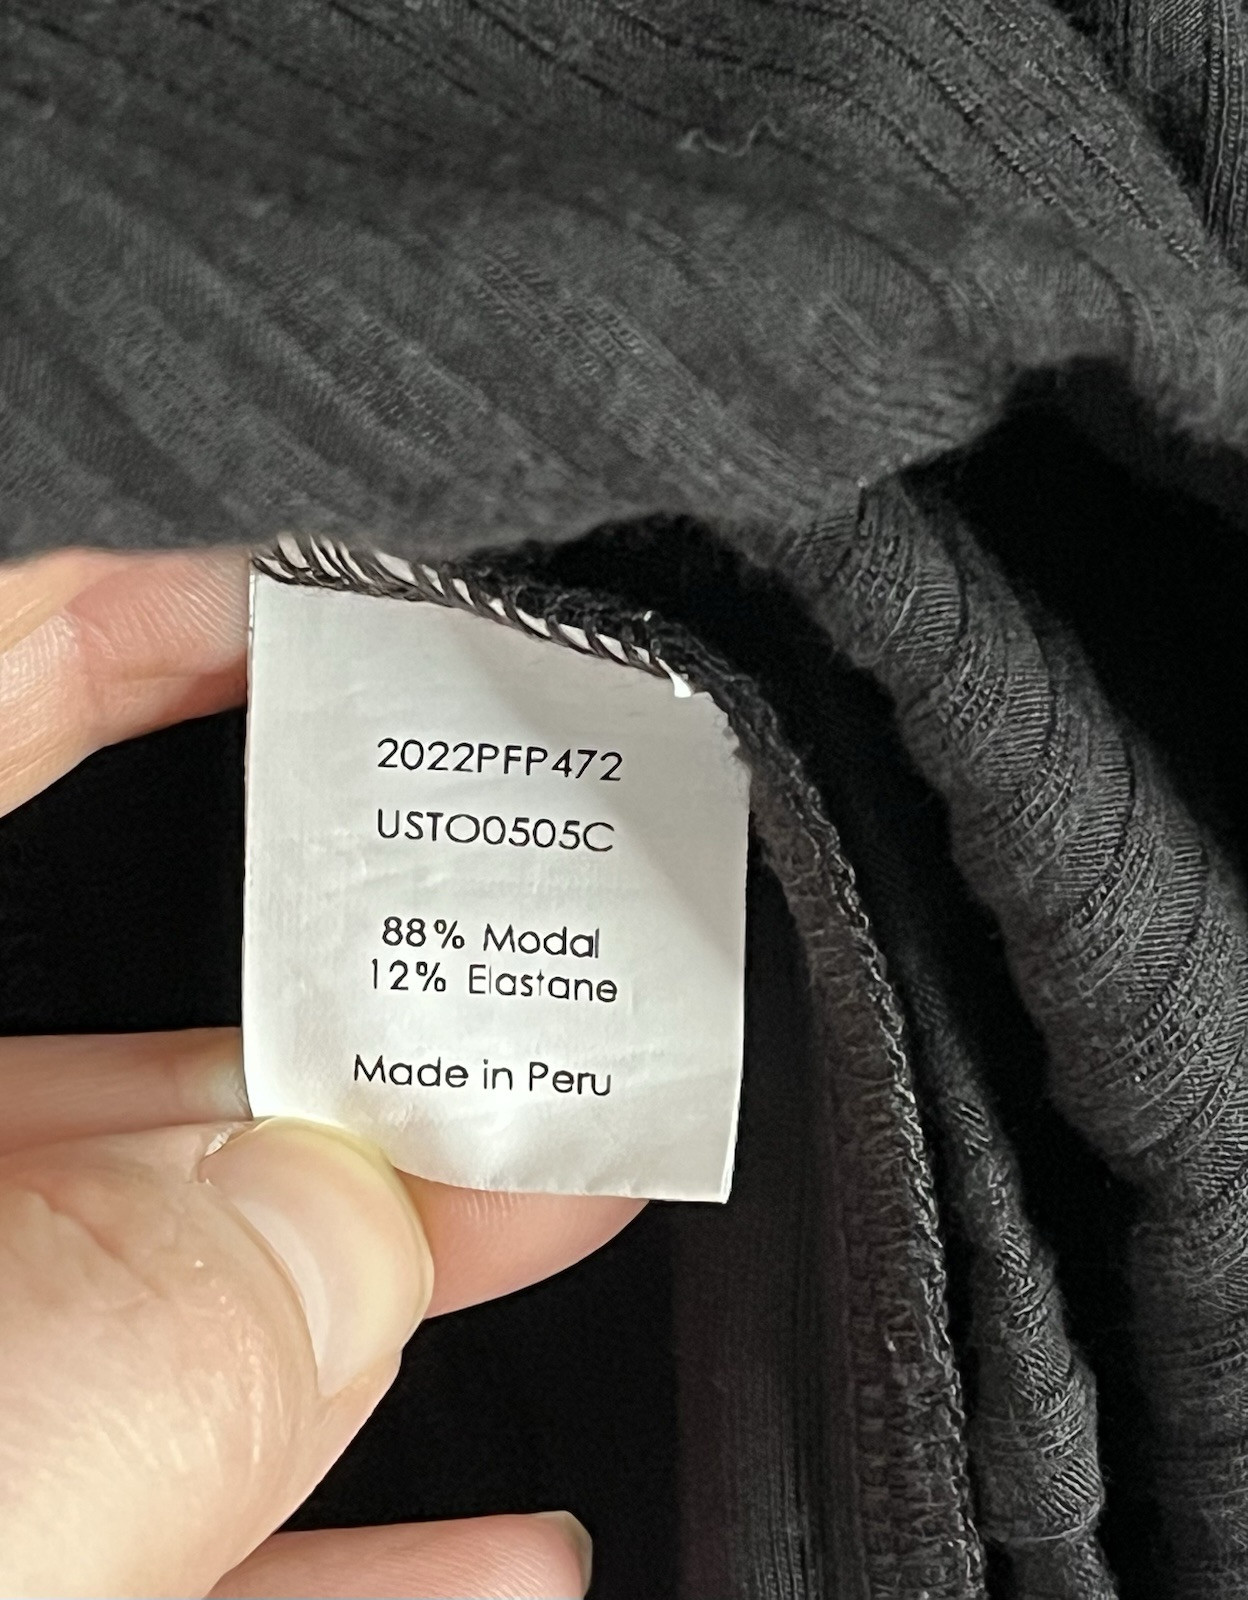 2022PFP472
USTO0505C
88% Modal
12% Elastane
Made in Peru